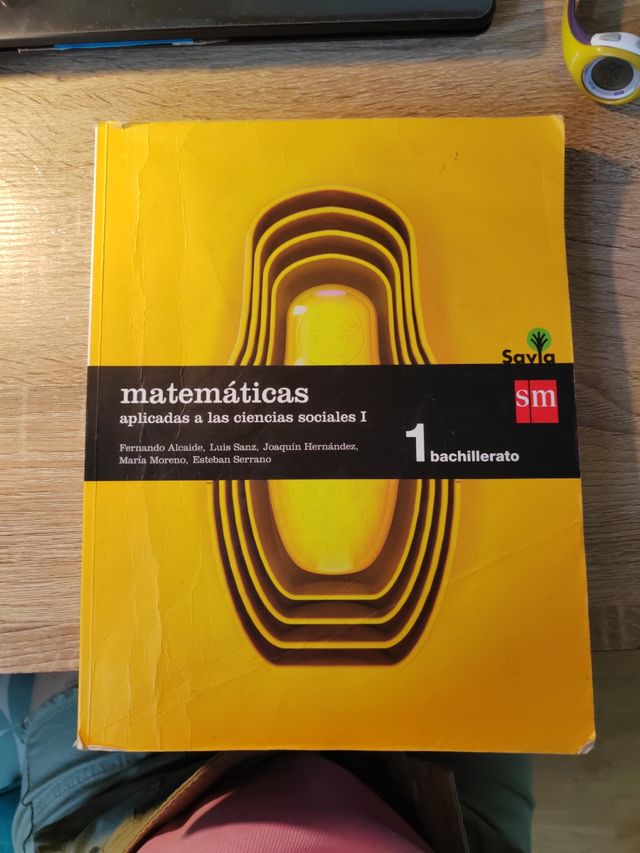 Savia
matemáticas
aplicadas a las ciencias sociales I
sm
Fernando Alcaide, Luis Sanz, Joaquín Hernández,
María Moreno, Esteban Serrano
1 bachillerato